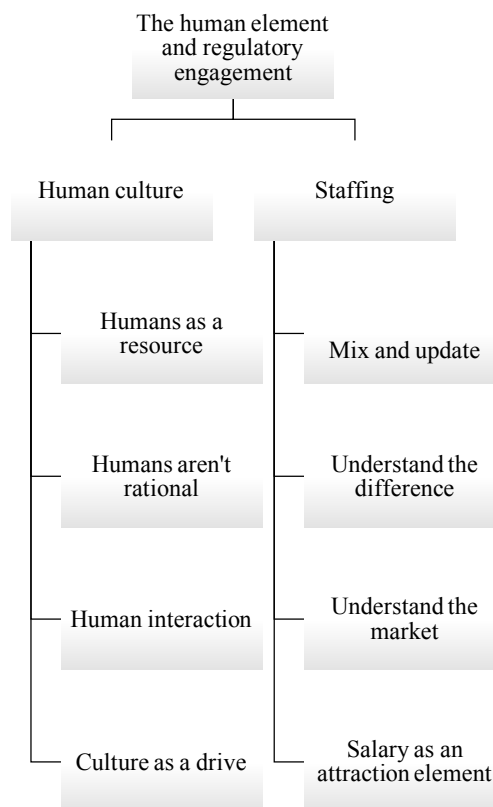 The human element
and regulatory
engagement
Human culture
Staffing
Humans as a
resource
Mix and update
Humans aren't
rational
Understand the
difference
Human interaction
Understand the
market
Culture as a drive
Salary as an
attraction element